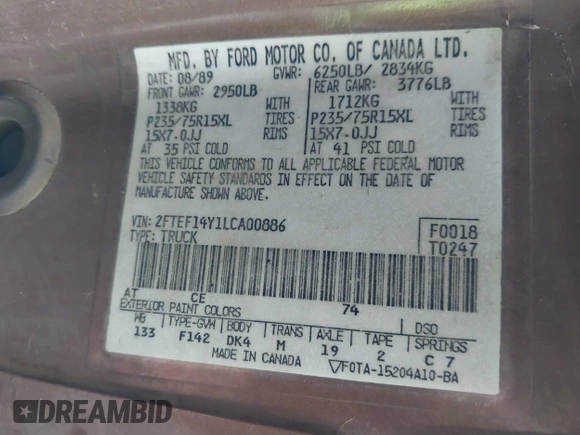 MFD. BY FORD MOTOR CO. OF CANADA LTD.
DATE: 08/89 GVWR: 6250LB/ 2834KG
FRONT GAWR: 2950LB REAR GAWR: 3776LB
1338KG 1712KG
P235/75R15XL TIRES P235/75R15XL TIRES
15X7.0JJ RIMS 15X7.0JJ RIMS
AT 35 PSI COLD AT 41 PSI COLD
THIS VEHICLE CONFORMS TO ALL APPLICABLE FEDERAL MOTOR
VEHICLE SAFETY STANDARDS IN EFFECT ON THE DATE OF
MANUFACTURE SHOWN ABOVE.
VIN: 2FTEF14Y1LCA00886 F0018
TYPE: TRUCK T0247
AT CE 74
EXTERIOR PAINT COLORS DSO
WB TYPE-GVW BODY TRANS AXLE TAPE SPRINGS
133 F142 DK4 M 19 2 C 7
MADE IN CANADA F0TA-15204A10-BA
DREAMBID